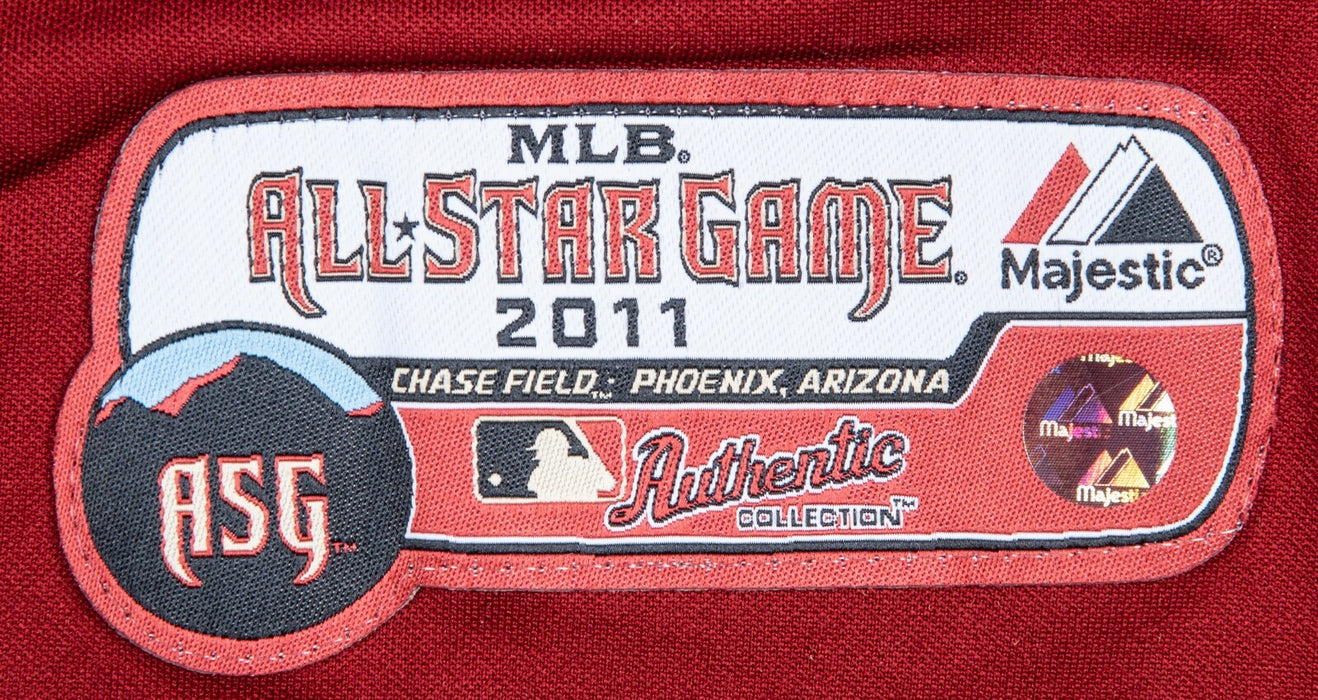 MLB®
ALL★STAR GAME®
2011
Majestic®
CHASE FIELD™ · PHOENIX, ARIZONA
Authentic
COLLECTION™
ASG™
Majestic
Majestic
Majestic